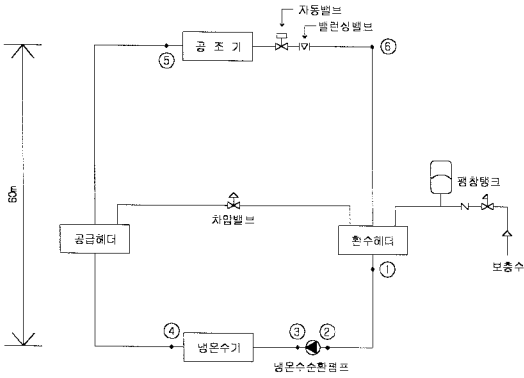 자동밸브
밸런싱밸브
공 조 기
⑤
⑥
60m
팽창탱크
차압밸브
공급헤더
환수헤더
보충수
①
④
③
②
냉온수기
냉온수순환펌프